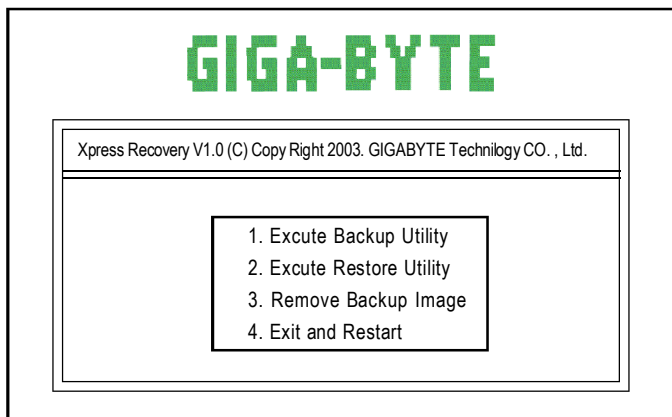 GIGA-BYTE
Xpress Recovery V1.0 (C) Copy Right 2003. GIGABYTE Technilogy CO. , Ltd.
1. Excute Backup Utility
2. Excute Restore Utility
3. Remove Backup Image
4. Exit and Restart